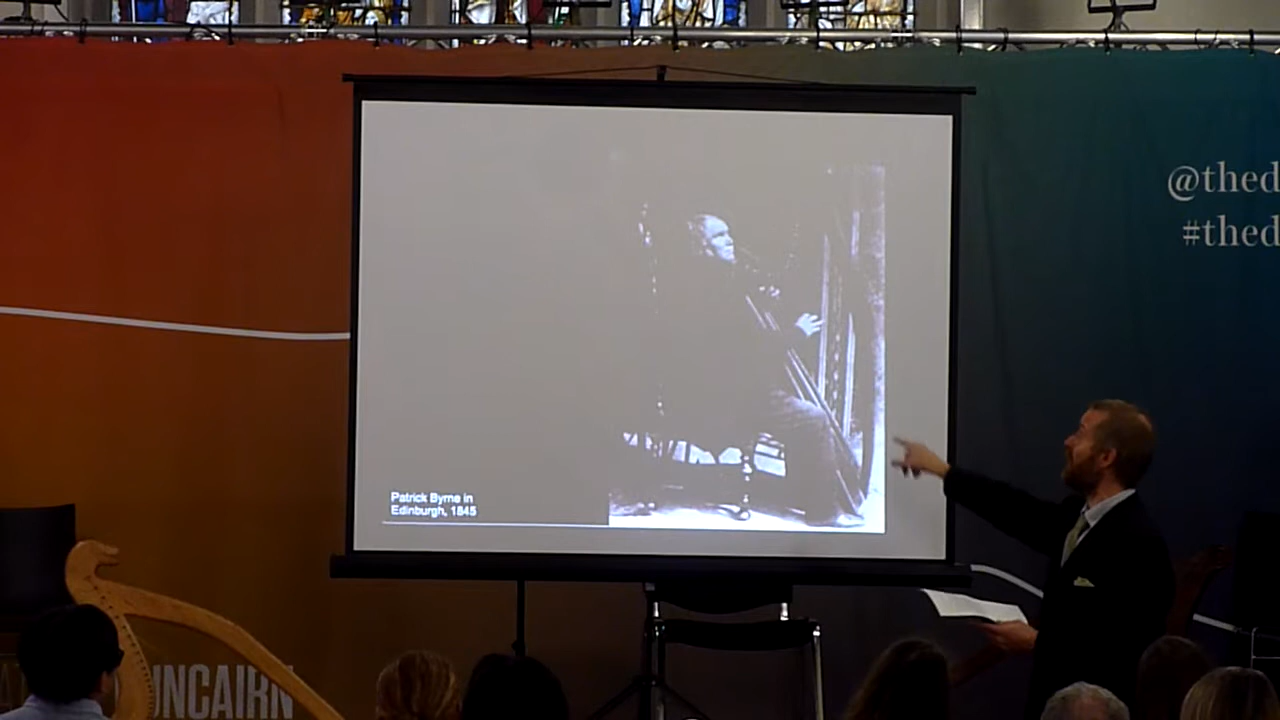 @thed
#thed
Patrick Byrne in
Edinburgh, 1845
UNCAIRN